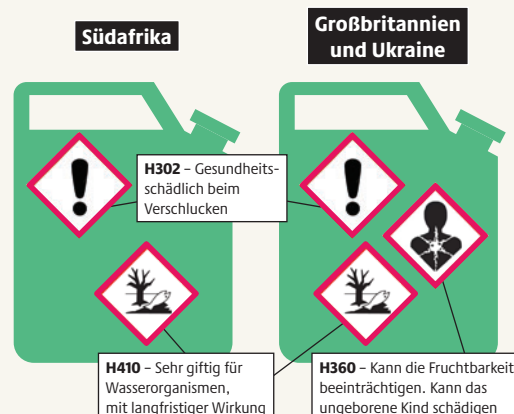 Südafrika
Großbritannien
und Ukraine
H302 – Gesundheits-
schädlich beim
Verschlucken
H410 – Sehr giftig für
Wasserorganismen,
mit langfristiger Wirkung
H360 – Kann die Fruchtbarkeit
beeinträchtigen. Kann das
ungeborene Kind schädigen